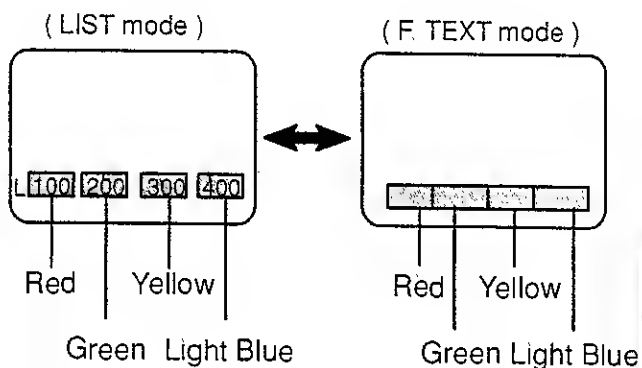 ( LIST mode )
( F. TEXT mode )
L 100 200 300 400
Red Yellow
Green Light Blue
Red Yellow
Green Light Blue